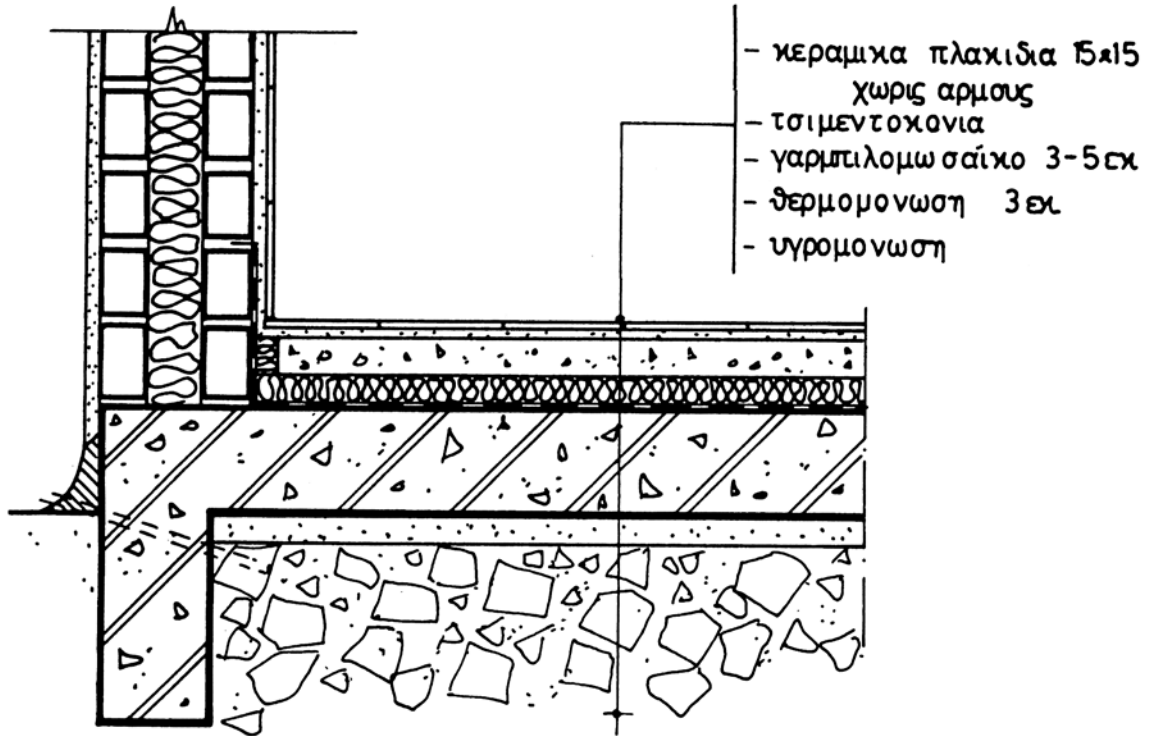 - κεραμικα πλακιδια 15x15
χωρις αρμους
- τσιμεντοκονια
- γαρμπιλομωσαϊκο 3-5εκ
- θερμομονωση 3εκ
- υγρομονωση